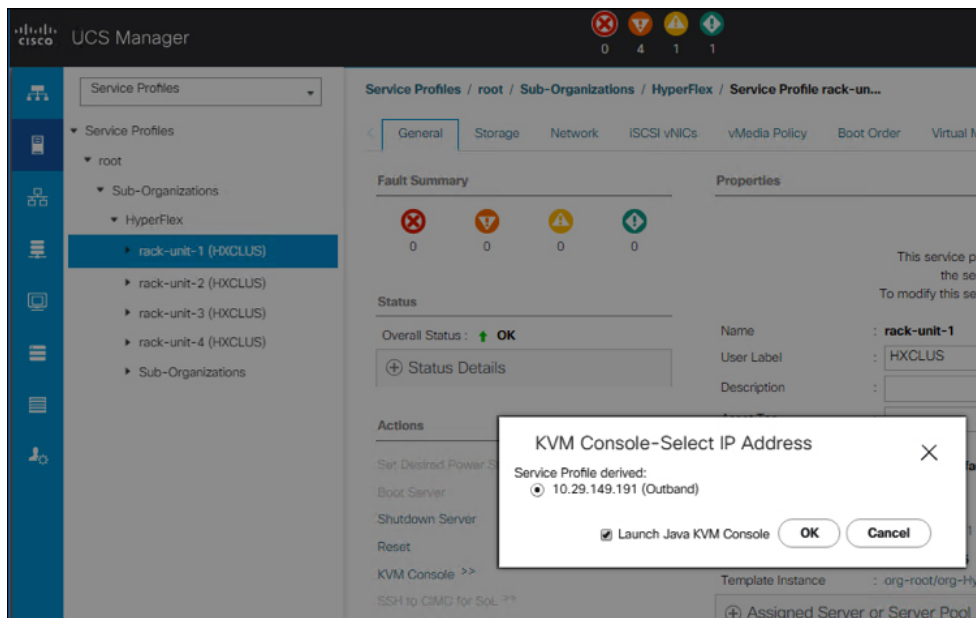 cisco UCS Manager
0 4 1 1
Service Profiles
Service Profiles
root
Sub-Organizations
HyperFlex
rack-unit-1 (HXCLUS)
rack-unit-2 (HXCLUS)
rack-unit-3 (HXCLUS)
rack-unit-4 (HXCLUS)
Sub-Organizations
Service Profiles / root / Sub-Organizations / HyperFlex / Service Profile rack-un...
General Storage Network iSCSI vNICs vMedia Policy Boot Order Virtual
Fault Summary
0 0 0 0
Status
Overall Status : OK
Status Details
Actions
Set Desired Power
Boot Server
Shutdown Server
Reset
KVM Console >>
SSH to CIMC for SoL >>
Properties
This service
the
To modify this
Name : rack-unit-1
User Label : HXCLUS
Description :
KVM Console-Select IP Address
Service Profile derived:
10.29.149.191 (Outband)
Launch Java KVM Console OK Cancel
Template Instance : org-root/org-Hy
Assigned Server or Server Pool